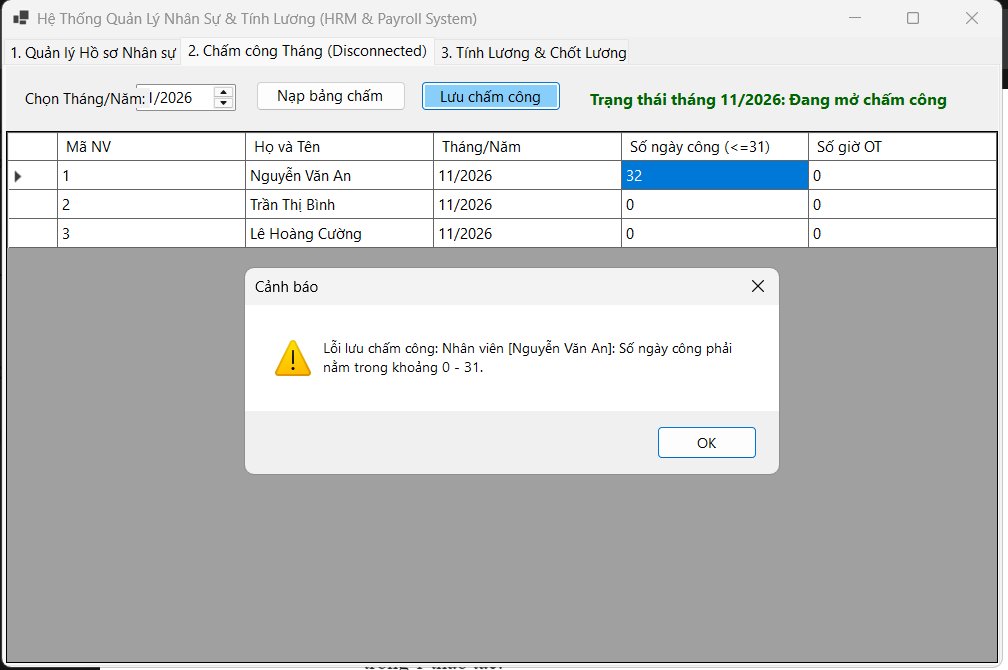 Hệ Thống Quản Lý Nhân Sự & Tính Lương (HRM & Payroll System)
1. Quản lý Hồ sơ Nhân sự 2. Chấm công Tháng (Disconnected) 3. Tính Lương & Chốt Lương
Chọn Tháng/Năm: /2026 Nạp bảng chấm Lưu chấm công Trạng thái tháng 11/2026: Đang mở chấm công
Mã NV Họ và Tên Tháng/Năm Số ngày công (<=31) Số giờ OT
1 Nguyễn Văn An 11/2026 32 0
2 Trần Thị Bình 11/2026 0 0
3 Lê Hoàng Cường 11/2026 0 0
Cảnh báo
Lỗi lưu chấm công: Nhân viên [Nguyễn Văn An]: Số ngày công phải
nằm trong khoảng 0 - 31.
OK